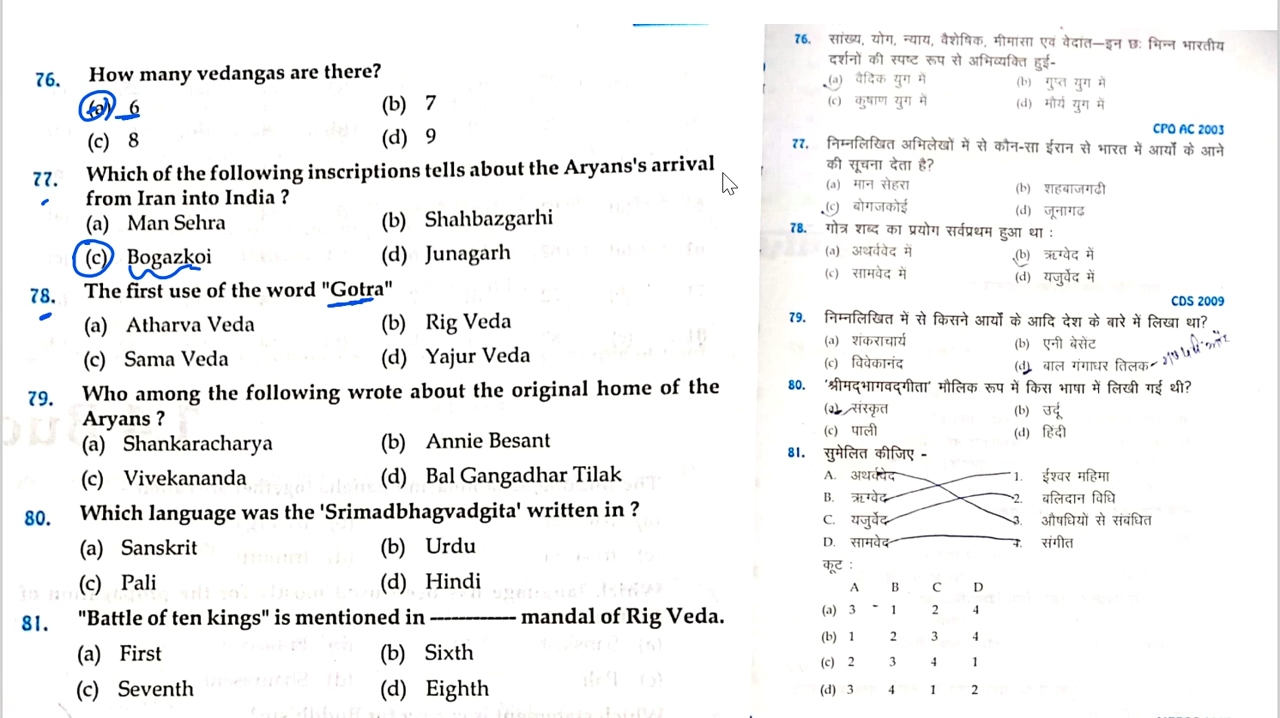 76. How many vedangas are there?
(a) 6 (b) 7
(c) 8 (d) 9
77. Which of the following inscriptions tells about the Aryans's arrival
from Iran into India ?
(a) Man Sehra (b) Shahbazgarhi
(c) Bogazkoi (d) Junagarh
78. The first use of the word "Gotra"
(a) Atharva Veda (b) Rig Veda
(c) Sama Veda (d) Yajur Veda
79. Who among the following wrote about the original home of the
Aryans ?
(a) Shankaracharya (b) Annie Besant
(c) Vivekananda (d) Bal Gangadhar Tilak
80. Which language was the 'Srimadbhagvadgita' written in ?
(a) Sanskrit (b) Urdu
(c) Pali (d) Hindi
81. "Battle of ten kings" is mentioned in ---------- mandal of Rig Veda.
(a) First (b) Sixth
(c) Seventh (d) Eighth
76. सांख्य, योग, न्याय, वैशेषिक, मीमासा एवं वेदांत—इन छः भिन्न भारतीय
दर्शनों की स्पष्ट रूप से अभिव्यक्ति हुई-
(a) वैदिक युग में (b) गुप्त युग में
(c) कुषाण युग में (d) मौर्य युग में
CPO AC 2003
77. निम्नलिखित अभिलेखों में से कौन-सा ईरान से भारत में आर्यों के आने
की सूचना देता है?
(a) मान सेहरा (b) शहबाजगढी
(c) बोगजकोई (d) जूनागढ
78. गोत्र शब्द का प्रयोग सर्वप्रथम हुआ था :
(a) अथर्ववेद में (b) ऋग्वेद में
(c) सामवेद में (d) यजुर्वेद में
CDS 2009
79. निम्नलिखित में से किसने आर्यों के आदि देश के बारे में लिखा था?
(a) शंकराचार्य (b) एनी बेसेट
(c) विवेकानंद (d) बाल गंगाधर तिलक
80. 'श्रीमद्भागवद्गीता' मौलिक रूप में किस भाषा में लिखी गई थी?
(a) संस्कृत (b) उर्दू
(c) पाली (d) हिंदी
81. सुमेलित कीजिए -
A. अथर्ववेद 1. ईश्वर महिमा
B. ऋग्वेद 2. बलिदान विधि
C. यजुर्वेद 3. औषधियों से संबंधित
D. सामवेद 4. संगीत
कूट :
A B C D
(a) 3 - 1 2 4
(b) 1 2 3 4
(c) 2 3 4 1
(d) 3 4 1 2